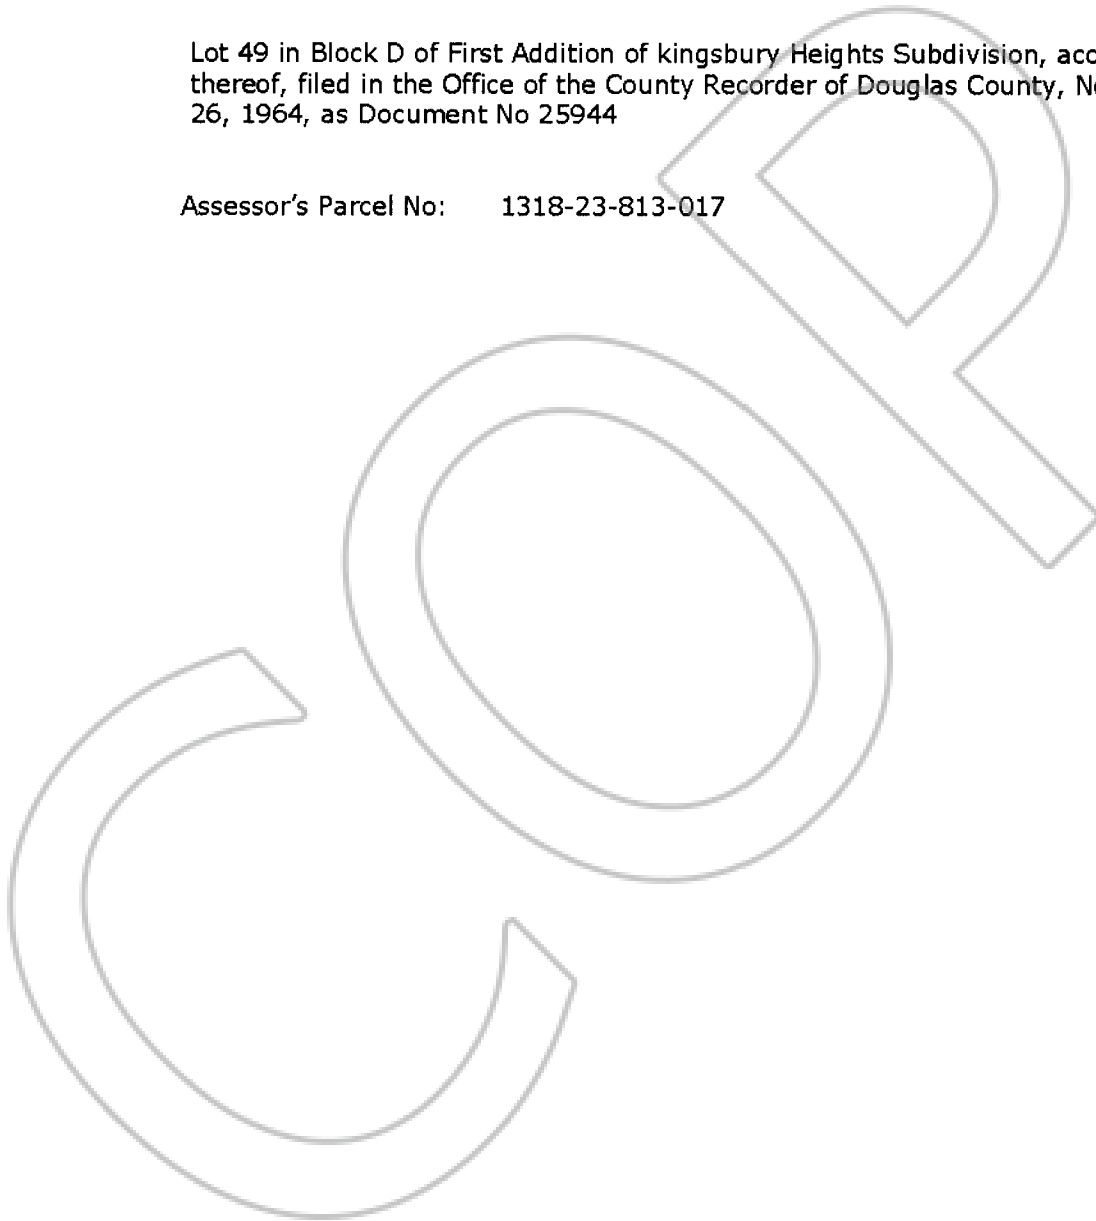 Lot 49 in Block D of First Addition of kingsbury Heights Subdivision,
thereof, filed in the Office of the County Recorder of Douglas County,
26, 1964, as Document No 25944
Assessor's Parcel No: 1318-23-813-017
COP